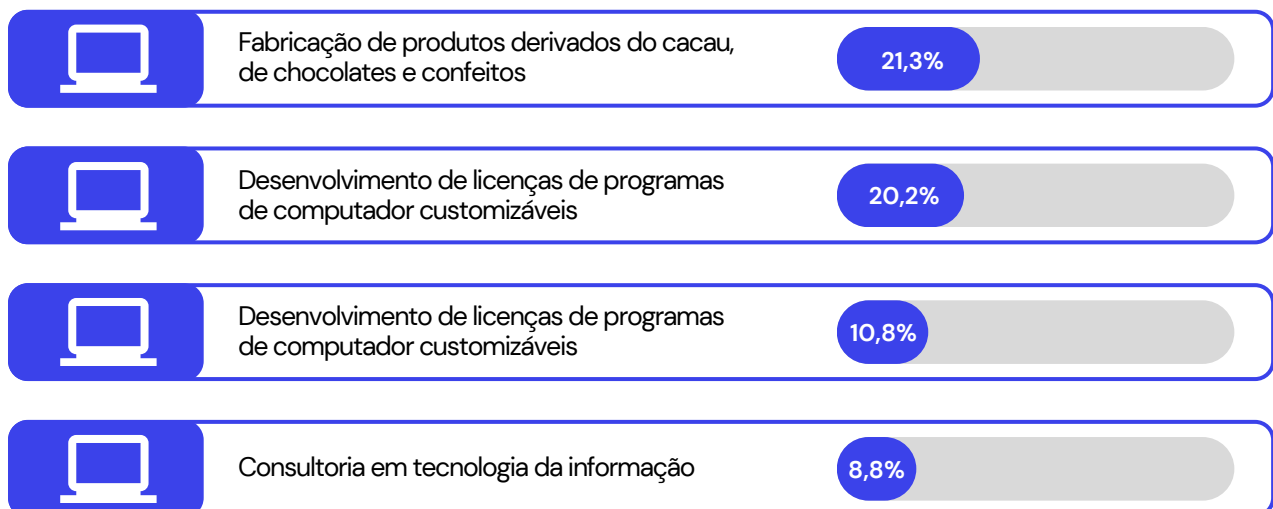 Fabricação de produtos derivados do cacau,
de chocolates e confeitos
21,3%
Desenvolvimento de licenças de programas
de computador customizáveis
20,2%
Desenvolvimento de licenças de programas
de computador customizáveis
10,8%
Consultoria em tecnologia da informação
8,8%